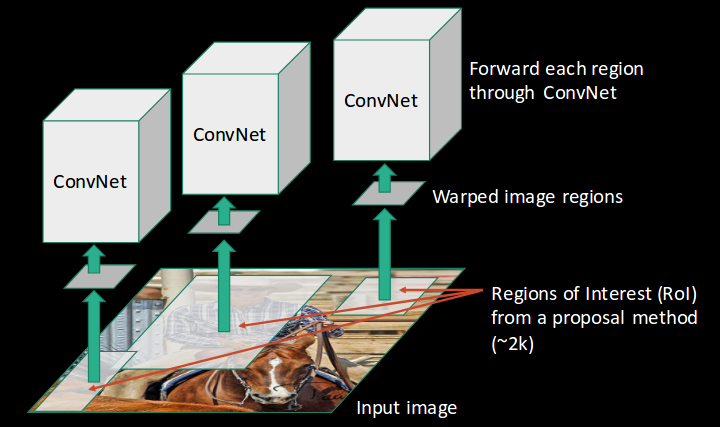 ConvNet
ConvNet
ConvNet
Forward each region
through ConvNet
Warped image regions
Regions of Interest (RoI)
from a proposal method
(~2k)
Input image